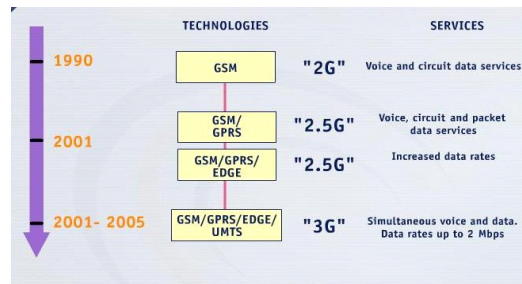 TECHNOLOGIES SERVICES
1990 GSM "2G" Voice and circuit data services
GSM/
GPRS "2.5G" Voice, circuit and packet
data services
2001
GSM/GPRS/
EDGE "2.5G" Increased data rates
2001- 2005 GSM/GPRS/EDGE/
UMTS "3G" Simultaneous voice and data.
Data rates up to 2 Mbps